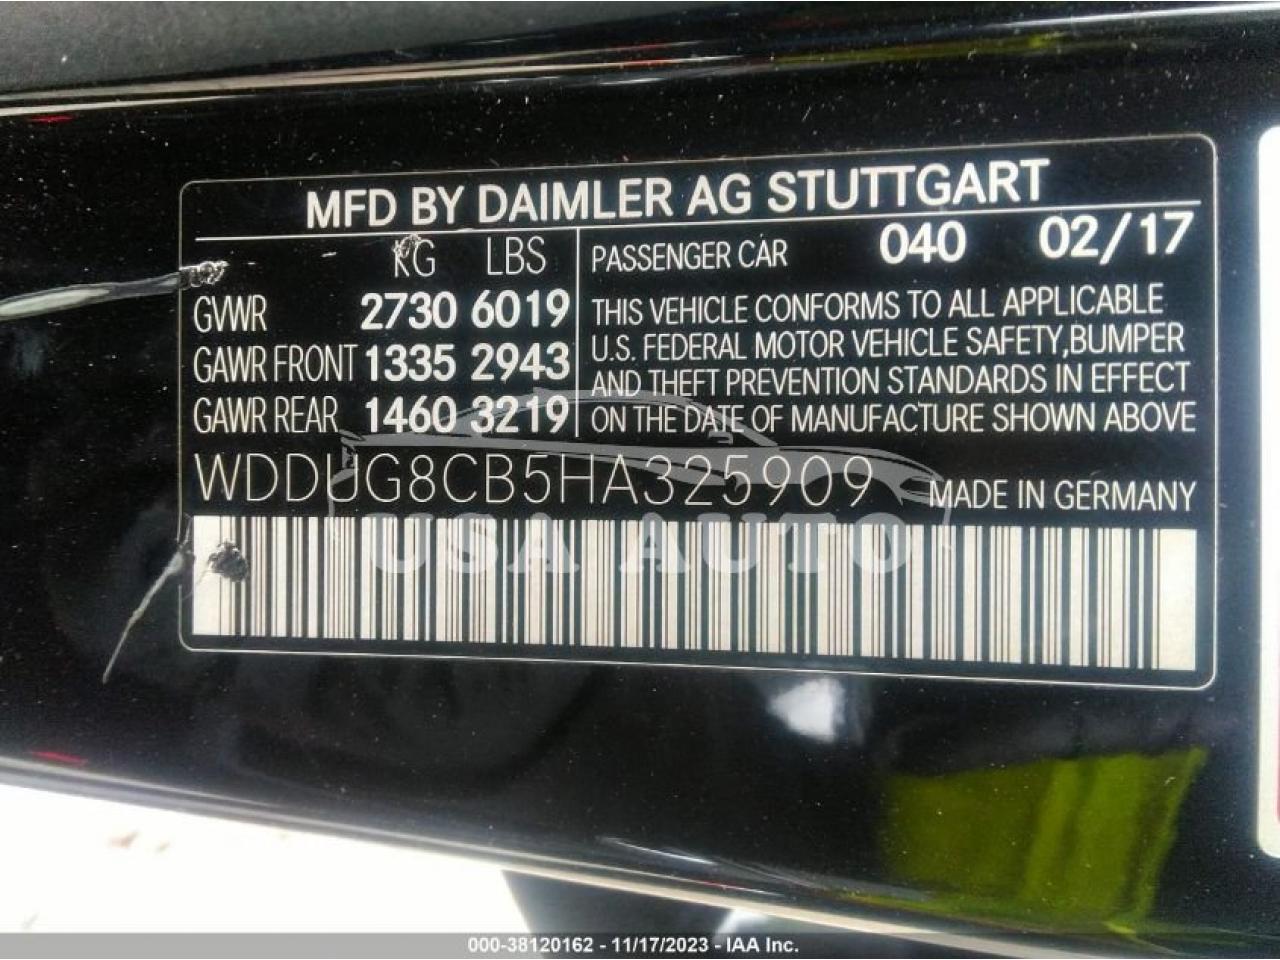 MFD BY DAIMLER AG STUTTGART
KG LBS
GVWR 2730 6019
GAWR FRONT 1335 2943
GAWR REAR 1460 3219
PASSENGER CAR 040 02/17
THIS VEHICLE CONFORMS TO ALL APPLICABLE
U.S. FEDERAL MOTOR VEHICLE SAFETY,BUMPER
AND THEFT PREVENTION STANDARDS IN EFFECT
ON THE DATE OF MANUFACTURE SHOWN ABOVE
WDDUG8CB5HA325909 MADE IN GERMANY
USA AUTO
000-38120162 - 11/17/2023 - IAA Inc.